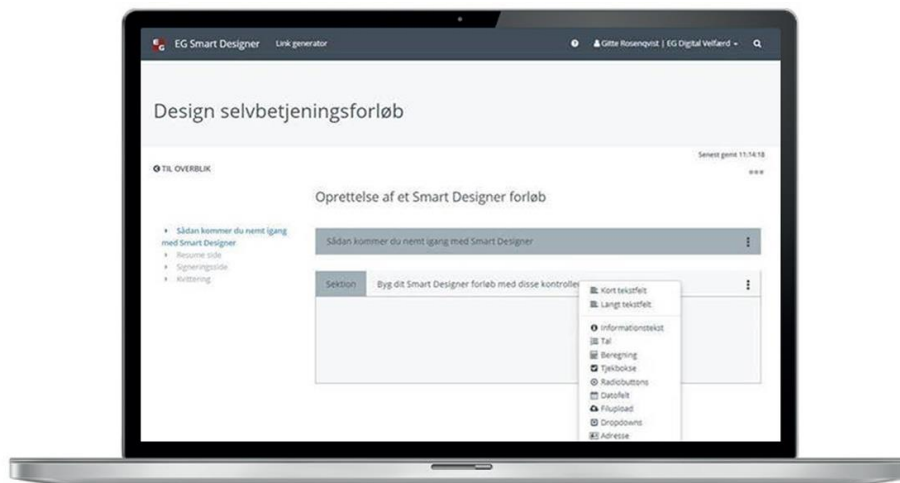 EG Smart Designer Link generator Gitte Rosenqvist | EG Digital Velfærd
Design selvbetjeningsforløb
Senest gemt 11:14:18
TIL OVERBLIK
Oprettelse af et Smart Designer forløb
Sådan kommer du nemt igang
med Smart Designer
Resume side
Signeringsside
Kvittering
Sådan kommer du nemt igang med Smart Designer
Sektion Byg dit Smart Designer forløb med disse kontroller
Kort tekstfelt
Langt tekstfelt
Informationstekst
Tal
Beregning
Tjekbokse
Radiobuttons
Datofelt
Filupload
Dropdowns
Adresse